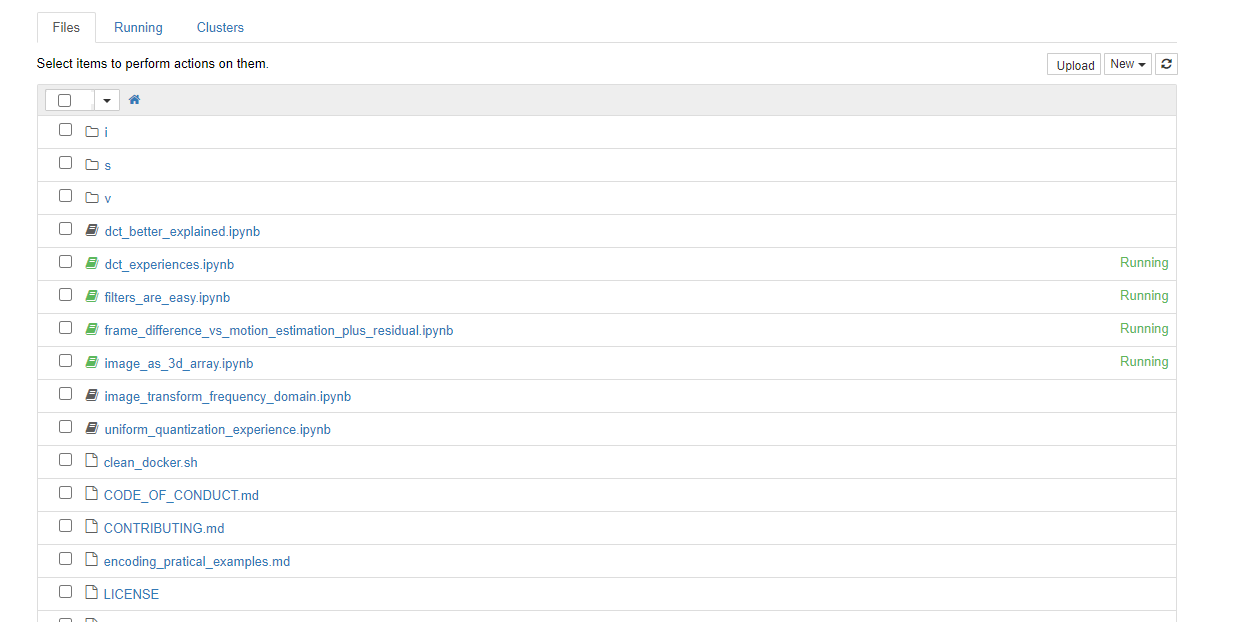 Files Running Clusters
Select items to perform actions on them.
Upload New
i
s
v
dct_better_explained.ipynb
dct_experiences.ipynb Running
filters_are_easy.ipynb Running
frame_difference_vs_motion_estimation_plus_residual.ipynb Running
image_as_3d_array.ipynb Running
image_transform_frequency_domain.ipynb
uniform_quantization_experience.ipynb
clean_docker.sh
CODE_OF_CONDUCT.md
CONTRIBUTING.md
encoding_pratical_examples.md
LICENSE